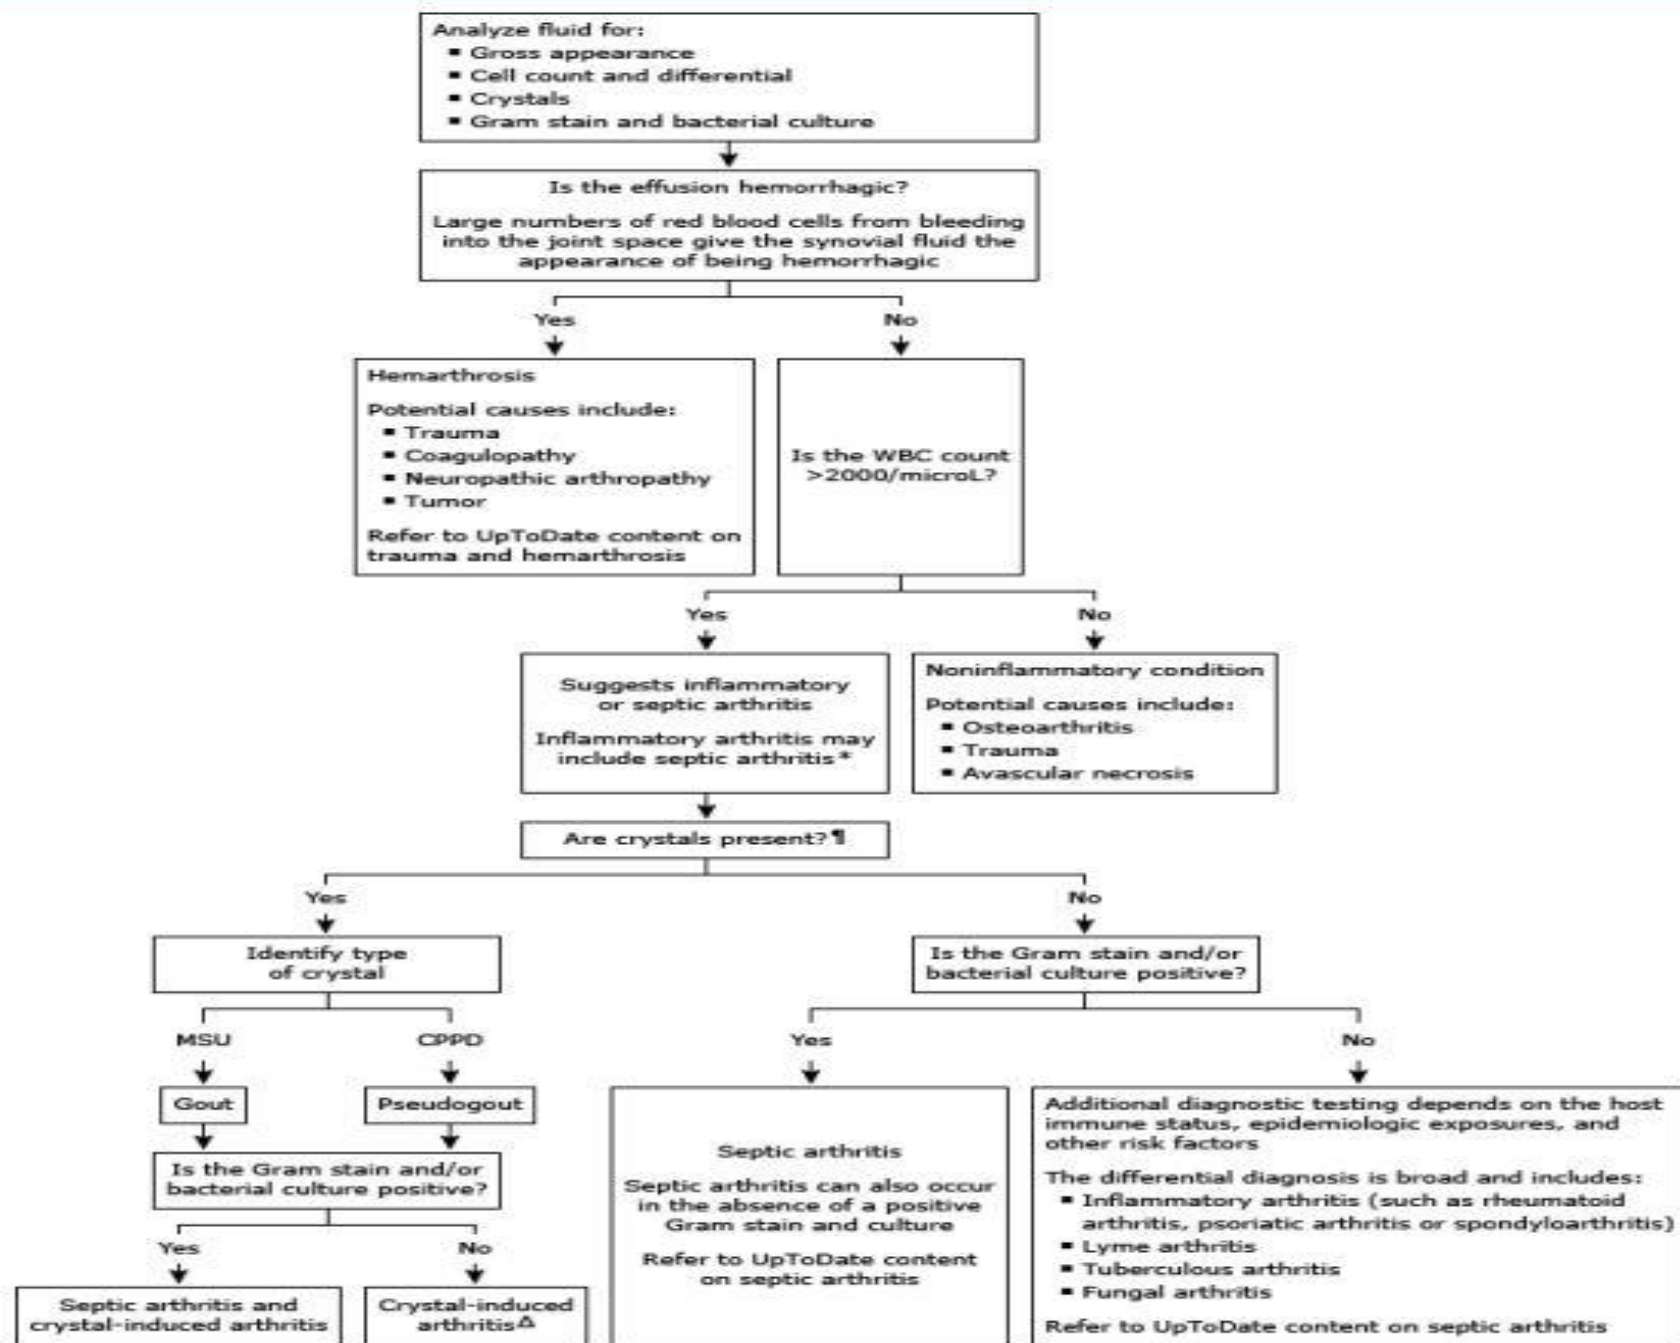 Analyze fluid for:
▪ Gross appearance
▪ Cell count and differential
▪ Crystals
▪ Gram stain and bacterial culture
Is the effusion hemorrhagic?
Large numbers of red blood cells from bleeding
into the joint space give the synovial fluid the
appearance of being hemorrhagic
Yes
No
Hemarthrosis
Potential causes include:
▪ Trauma
▪ Coagulopathy
▪ Neuropathic arthropathy
▪ Tumor
Refer to UpToDate content on
trauma and hemarthrosis
Is the WBC count
>2000/microL?
Yes
No
Suggests inflammatory
or septic arthritis
Inflammatory arthritis may
include septic arthritis*
Noninflammatory condition
Potential causes include:
▪ Osteoarthritis
▪ Trauma
▪ Avascular necrosis
Are crystals present?¶
Yes
No
Identify type
of crystal
Is the Gram stain and/or
bacterial culture positive?
MSU
CPPD
Yes
No
Gout
Pseudogout
Is the Gram stain and/or
bacterial culture positive?
Yes
No
Septic arthritis and
crystal-induced arthritis
Crystal-induced
arthritisΔ
Septic arthritis
Septic arthritis can also occur
in the absence of a positive
Gram stain and culture
Refer to UpToDate content
on septic arthritis
Additional diagnostic testing depends on the host
immune status, epidemiologic exposures, and
other risk factors
The differential diagnosis is broad and includes:
▪ Inflammatory arthritis (such as rheumatoid
arthritis, psoriatic arthritis or spondyloarthritis)
▪ Lyme arthritis
▪ Tuberculous arthritis
▪ Fungal arthritis
Refer to UpToDate content on septic arthritis